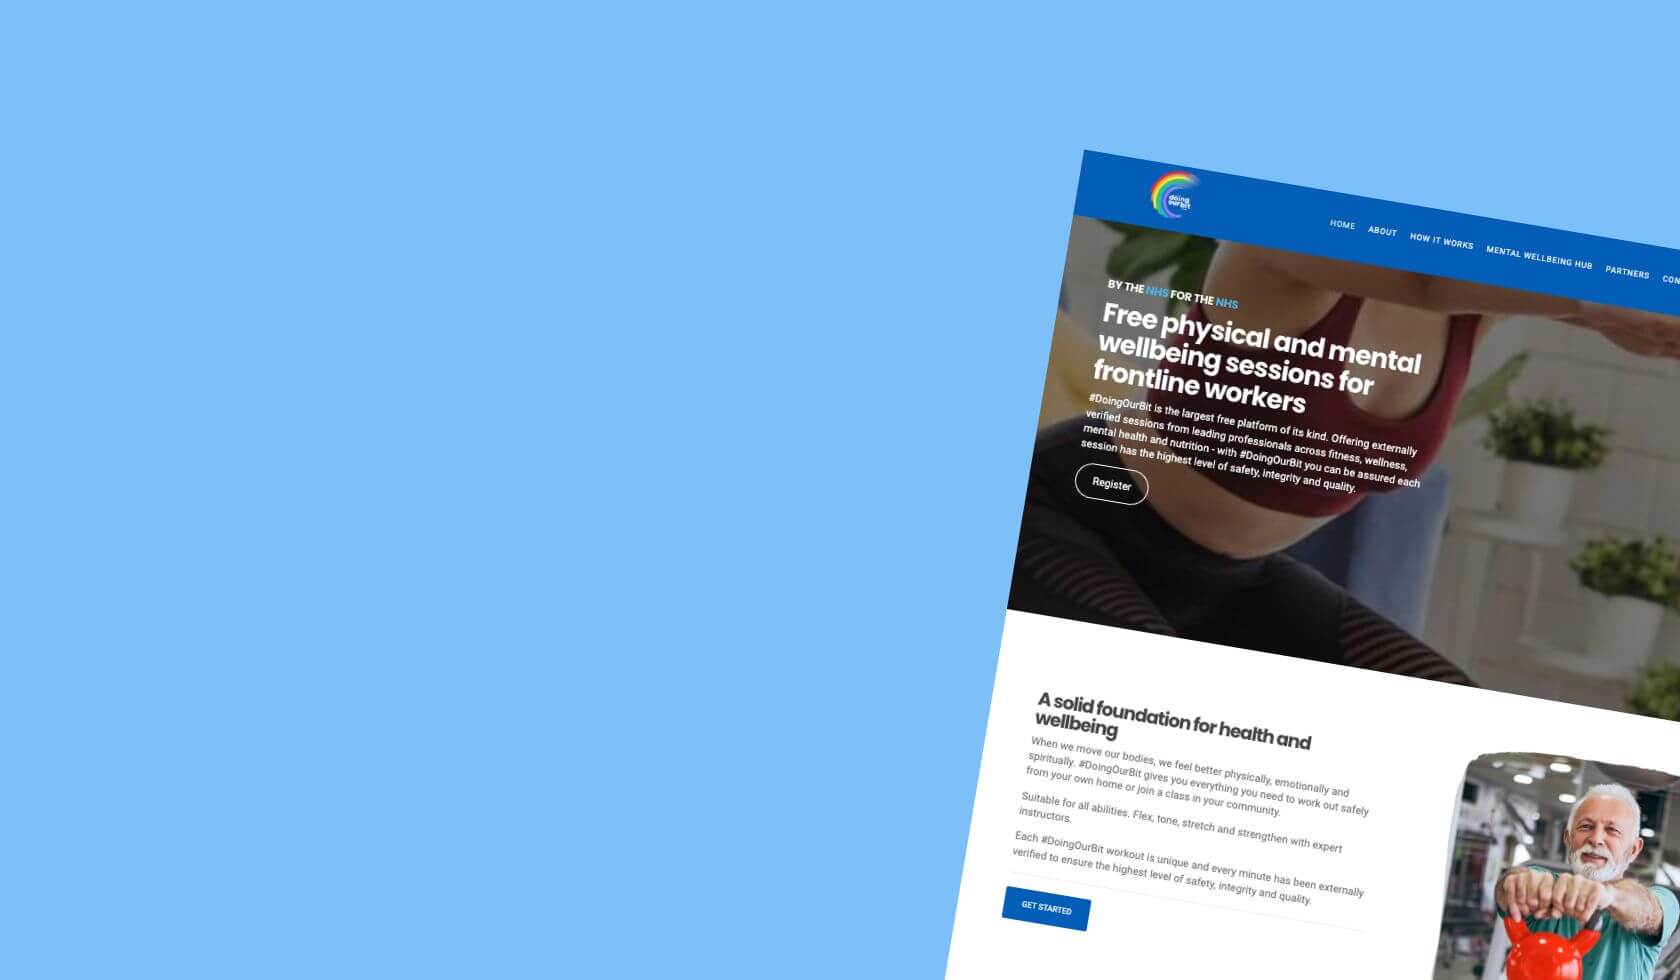 doing
our bit
HOME ABOUT HOW IT WORKS MENTAL WELLBEING HUB PARTNERS CON
BY THE NHS FOR THE NHS
Free physical and mental
wellbeing sessions for
frontline workers
#DoingOurBit is the largest free platform of its kind. Offering externally
verified sessions from leading professionals across fitness, wellness,
mental health and nutrition - with #DoingOurBit you can be assured each
session has the highest level of safety, integrity and quality.
Register
A solid foundation for health and
wellbeing
When we move our bodies, we feel better physically, emotionally and
spiritually. #DoingOurBit gives you everything you need to work out safely
from your own home or join a class in your community.
Suitable for all abilities. Flex, tone, stretch and strengthen with expert
instructors.
Each #DoingOurBit workout is unique and every minute has been externally
verified to ensure the highest level of safety, integrity and quality.
GET STARTED